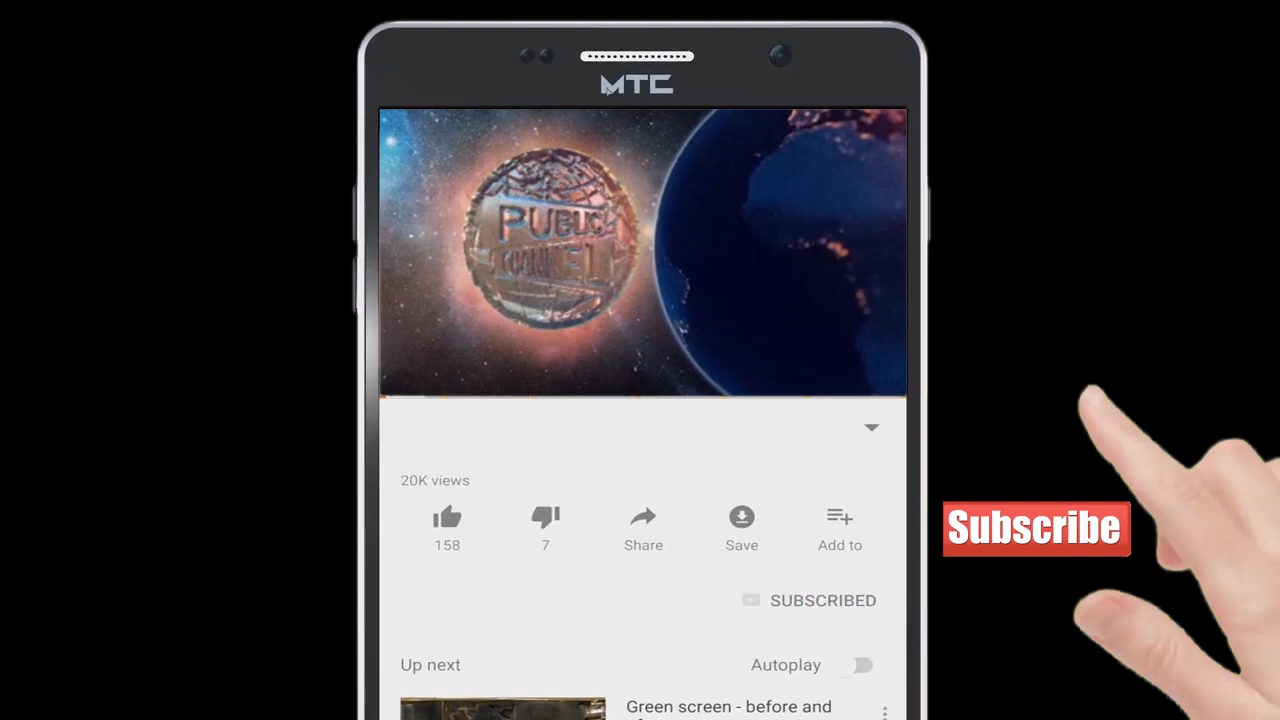 MTC
PUBLIC
CHANNEL
20K views
158
7
Share
Save
Add to
Subscribe
SUBSCRIBED
Up next
Autoplay
Green screen - before and